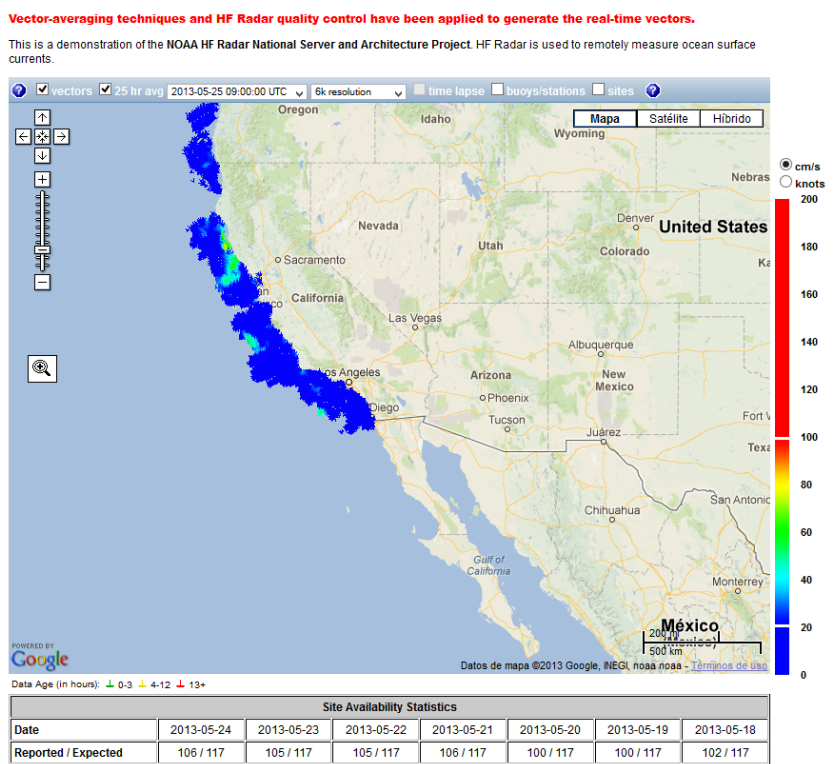 Vector-averaging techniques and HF Radar quality control have been applied to generate the real-time vectors.
This is a demonstration of the NOAA HF Radar National Server and Architecture Project. HF Radar is used to remotely measure ocean surface
currents.
vectors 25 hr avg 2013-05-25 09:00:00 UTC 6k resolution time lapse buoys/stations sites
Oregon
Idaho
Mapa Satélite Híbrido
Wyoming
cm/s
Nebras
knots
200
Denver
Nevada
United States
Utah
180
Colorado
Sacramento
Ka
160
California
an
co
Las Vegas
140
Albuquerque
os Angeles
Arizona
New
Mexico
120
Phoenix
Diego
Tucson
Fort
Juárez
100
Texa
80
San Antonio
Chihuahua
60
Gulf of
California
40
Monterrey
México
(Mexico)
20
200 mi
500 km
POWERED BY
Google
Datos de mapa ©2013 Google, INEGI, noaa noaa - Términos de uso
0
Data Age (in hours): 0-3 4-12 13+
Site Availability Statistics
Date 2013-05-24 2013-05-23 2013-05-22 2013-05-21 2013-05-20 2013-05-19 2013-05-18
Reported / Expected 106 / 117 105 / 117 105 / 117 106 / 117 100 / 117 100 / 117 102 / 117